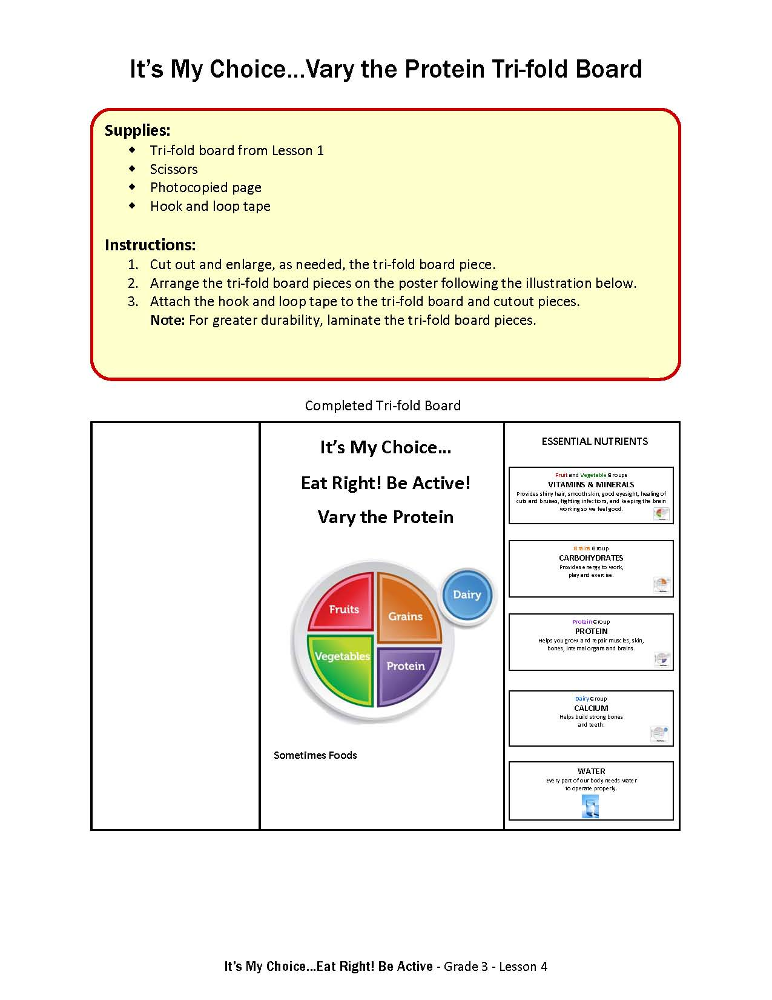 It's My Choice...Vary the Protein Tri-fold Board
Supplies:
Tri-fold board from Lesson 1
Scissors
Photocopied page
Hook and loop tape
Instructions:
1. Cut out and enlarge, as needed, the tri-fold board piece.
2. Arrange the tri-fold board pieces on the poster following the illustration below.
3. Attach the hook and loop tape to the tri-fold board and cutout pieces.
Note: For greater durability, laminate the tri-fold board pieces.
Completed Tri-fold Board
It's My Choice...
Eat Right! Be Active!
Vary the Protein
Fruits
Grains
Dairy
Vegetables
Protein
Sometimes Foods
ESSENTIAL NUTRIENTS
Fruit and Vegetable Groups
VITAMINS & MINERALS
Provides shiny hair, smooth skin, good eyesight, healing of
cuts and bruises, fighting infections, and keeping the brain
working so we feel good.
Grains Group
CARBOHYDRATES
Provides energy to work,
play and exercise.
Protein Group
PROTEIN
Helps you grow and repair muscles, skin,
bones, internal organs and brains.
Dairy Group
CALCIUM
Helps build strong bones
and teeth.
WATER
Every part of our body needs water
to operate properly.
It's My Choice...Eat Right! Be Active - Grade 3 - Lesson 4